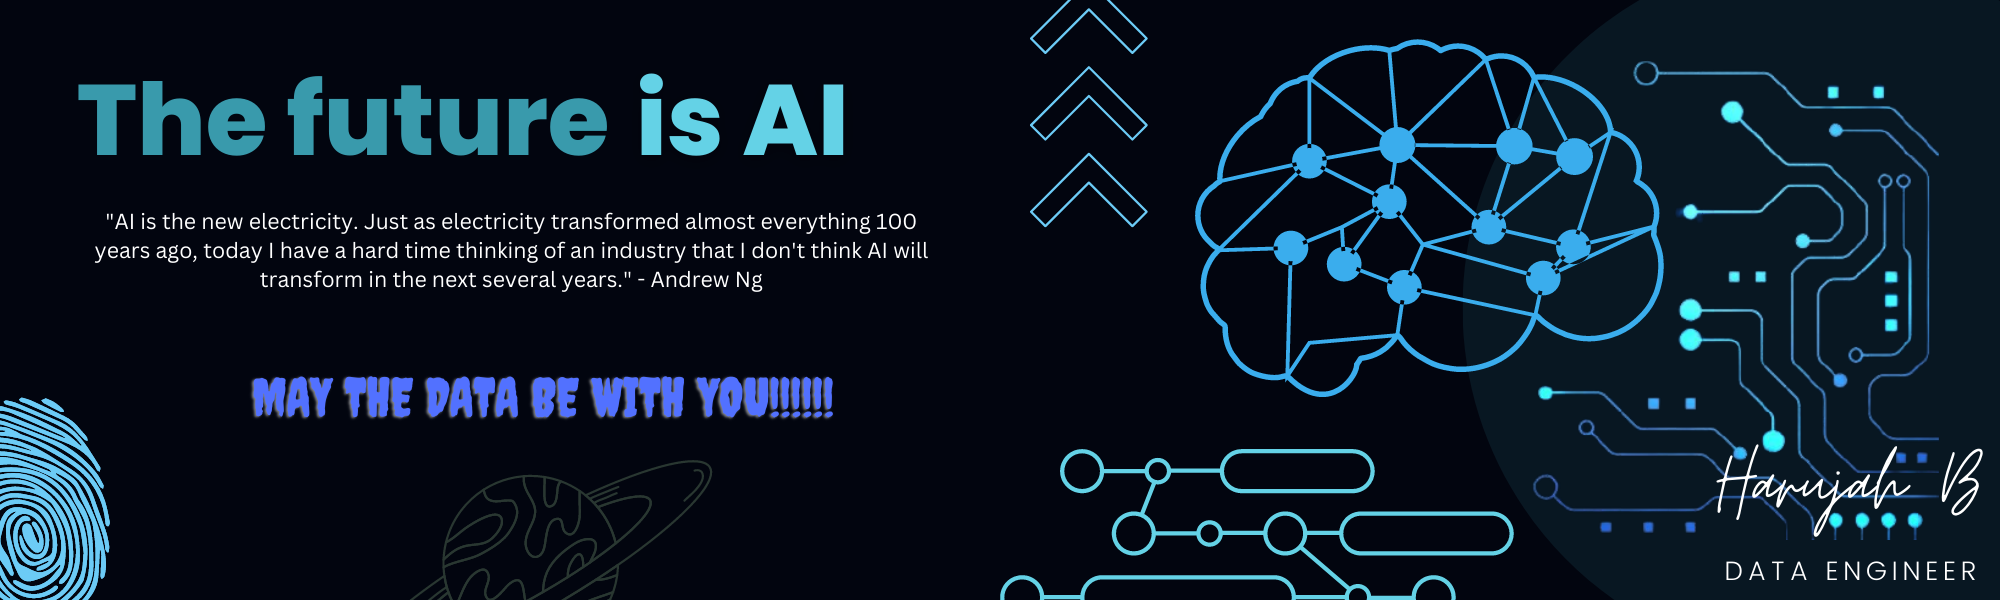 The future is AI
"AI is the new electricity. Just as electricity transformed almost everything 100
years ago, today I have a hard time thinking of an industry that I don't think AI will
transform in the next several years." - Andrew Ng
MAY THE DATA BE WITH YOU!!!!!!
Harujah B
DATA ENGINEER